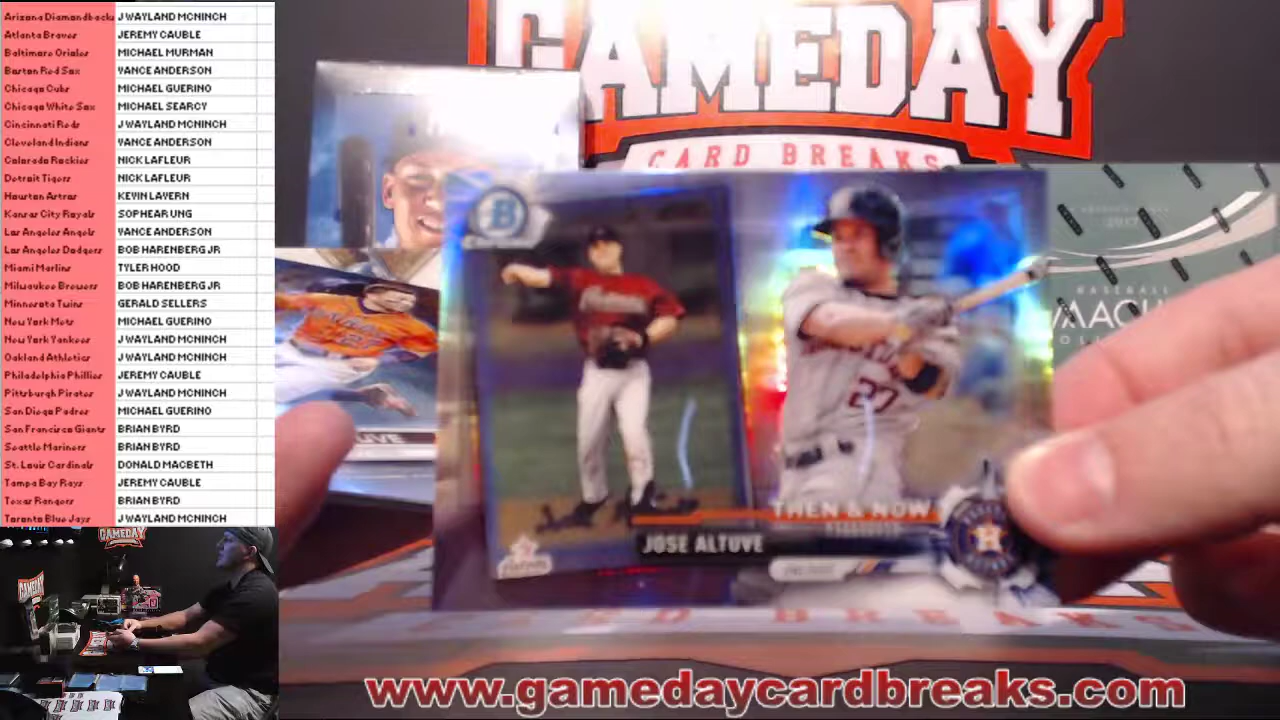 Arizona Diamondbacks J WAYLAND MCNINCH
Atlanta Braves JEREMY CAUBLE
Baltimore Orioles MICHAEL MURMAN
Boston Red Sox VANCE ANDERSON
Chicago Cubs MICHAEL GUERINO
Chicago White Sox MICHAEL SEARCY
Cincinnati Reds J WAYLAND MCNINCH
Cleveland Indians VANCE ANDERSON
Colorado Rockies NICK LAFLEUR
Detroit Tigers NICK LAFLEUR
Houston Astros KEVIN LAVERN
Kansas City Royals SOPHEAR UNG
Los Angeles Angels VANCE ANDERSON
Los Angeles Dodgers BOB HARENBERG JR
Miami Marlins TYLER HOOD
Milwaukee Brewers BOB HARENBERG JR
Minnesota Twins GERALD SELLERS
New York Mets MICHAEL GUERINO
New York Yankees J WAYLAND MCNINCH
Oakland Athletics J WAYLAND MCNINCH
Philadelphia Phillies JEREMY CAUBLE
Pittsburgh Pirates J WAYLAND MCNINCH
San Diego Padres MICHAEL GUERINO
San Francisco Giants BRIAN BYRD
Seattle Mariners BRIAN BYRD
St. Louis Cardinals DONALD MACBETH
Tampa Bay Rays JEREMY CAUBLE
Texas Rangers BRIAN BYRD
Toronto Blue Jays J WAYLAND MCNINCH
GAMEDAY
CARD BREAKS
B
27
THEN & NOW
JOSE ALTUVE
H
BASEBALL
GAMEDAY
www.gamedaycardbreaks.com